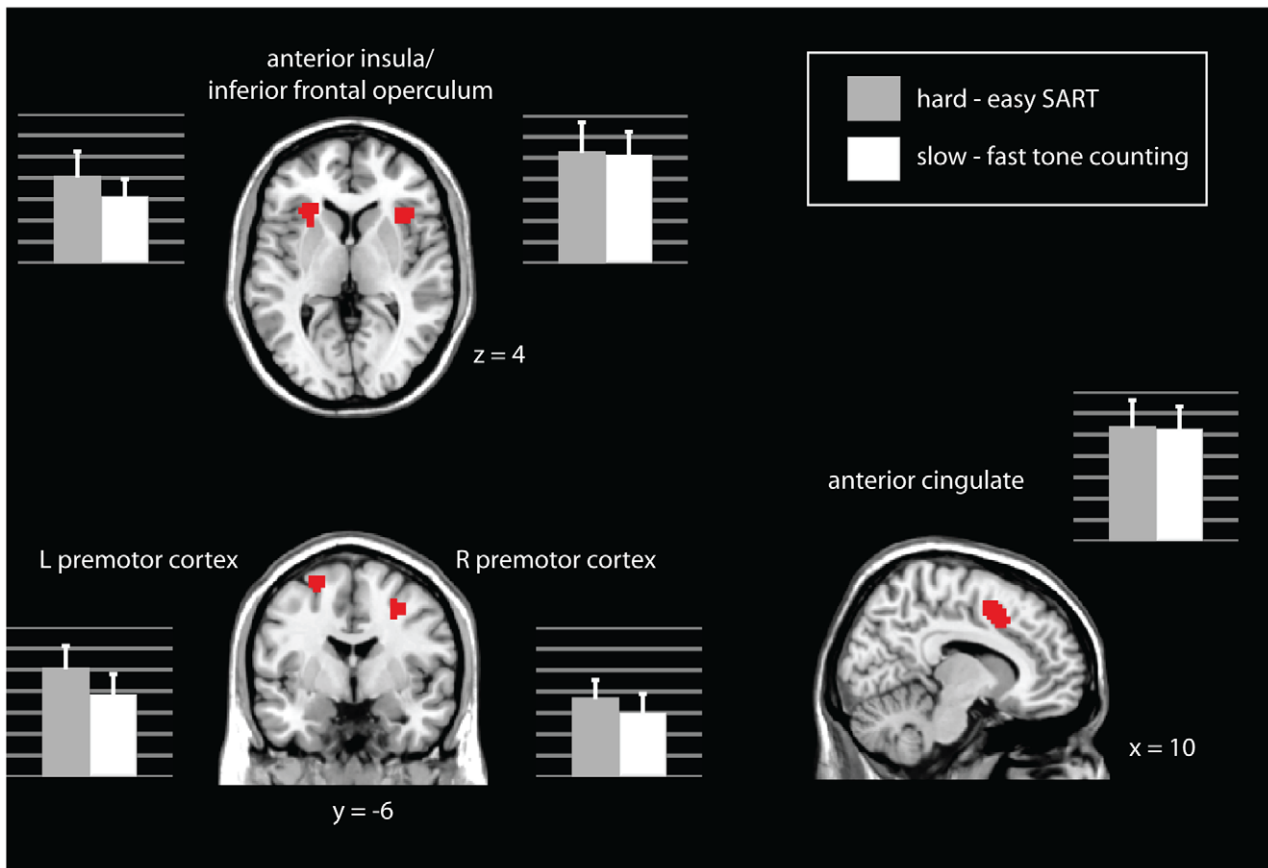 anterior insula/
inferior frontal operculum
hard - easy SART
slow - fast tone counting
z = 4
anterior cingulate
L premotor cortex
R premotor cortex
x = 10
y = -6